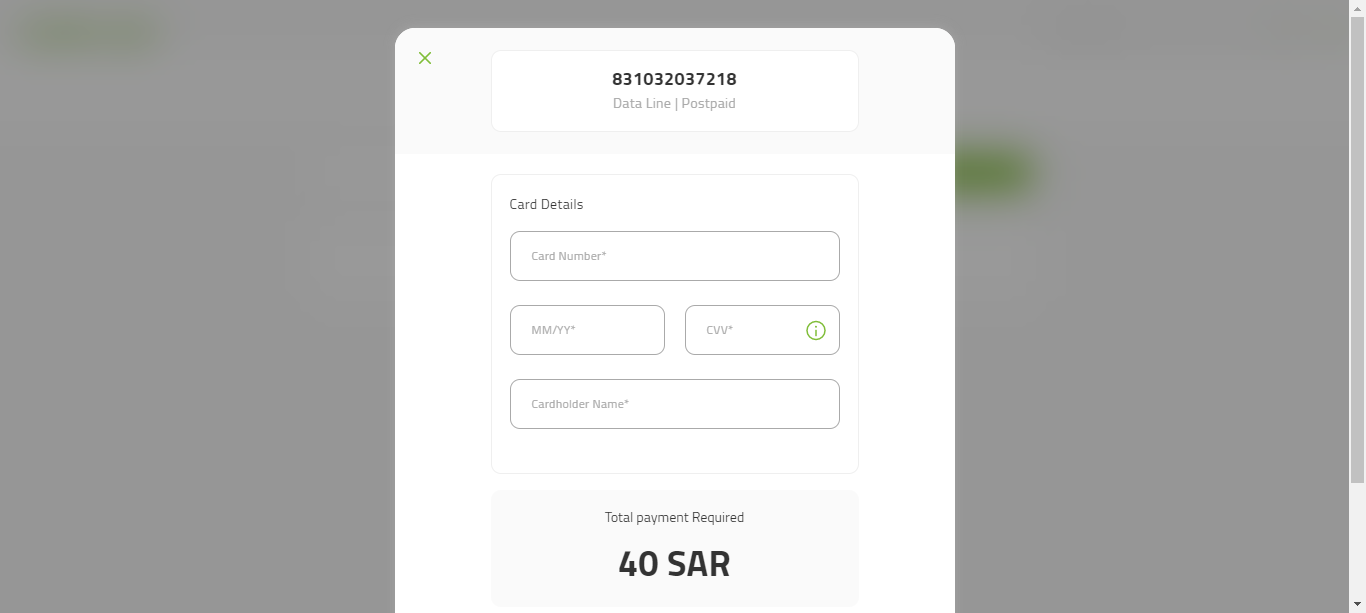 831032037218
Data Line | Postpaid
Card Details
Card Number*
MM/YY*
CVV*
Cardholder Name*
Total payment Required
40 SAR